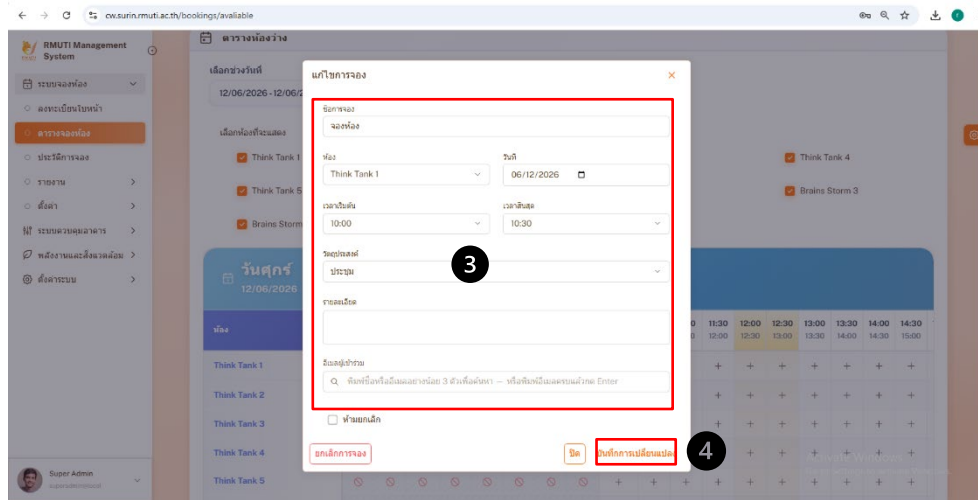 cw.surin.rmuti.ac.th/bookings/avaliable
RMUTI Management
System
ระบบจองห้อง
ลงทะเบียนใบหน้า
ตารางจองห้อง
ประวัติการจอง
รายงาน
ตั้งค่า
ระบบควบคุมอาคาร
พลังงานและสิ่งแวดล้อม
ตั้งค่าระบบ
Super Admin
ตารางห้องว่าง
เลือกช่วงวันที่
12/06/2026 - 12/06/2
เลือกห้องที่จะแสดง
Think Tank 1
Think Tank 4
Think Tank 5
Brains Storm 3
Brains Storm
วันศุกร์
12/06/2026
ห้อง
11:30 12:00 12:30 13:00 13:30 14:00 14:30
12:00 12:30 13:00 13:30 14:00 14:30 15:00
Think Tank 1
Think Tank 2
Think Tank 3
Think Tank 4
Think Tank 5
แก้ไขการจอง
ชื่อการจอง
จองห้อง
ห้อง วันที่
Think Tank 1 06/12/2026
เวลาเริ่มต้น เวลาสิ้นสุด
10:00 10:30
วัตถุประสงค์
ประชุม
3
รายละเอียด
อีเมลผู้เข้าร่วม
พิมพ์ชื่อหรืออีเมลอย่างน้อย 3 ตัวเพื่อค้นหา — หรือพิมพ์อีเมลครบแล้วกด Enter
ห้ามยกเลิก
ยกเลิกการจอง ปิด บันทึกการเปลี่ยนแปลง 4